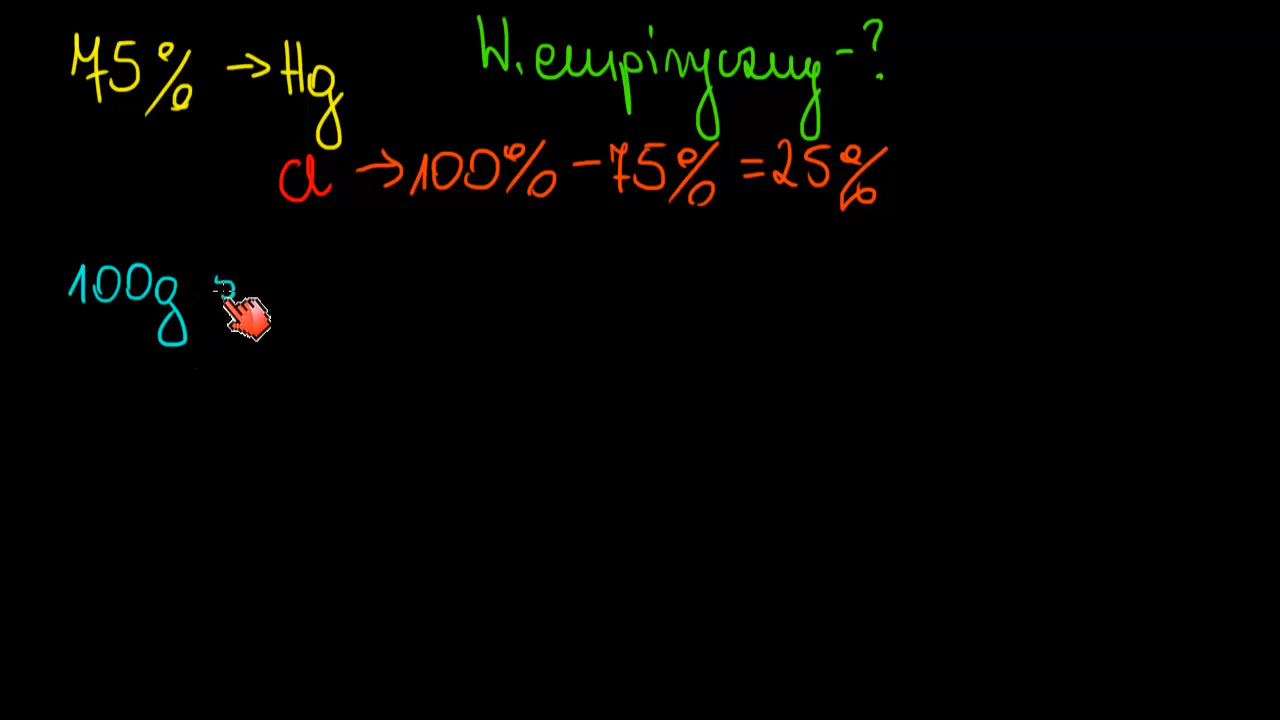 75% → Hg
W. empiryczny - ?
Cl → 100% - 75% = 25%
100g